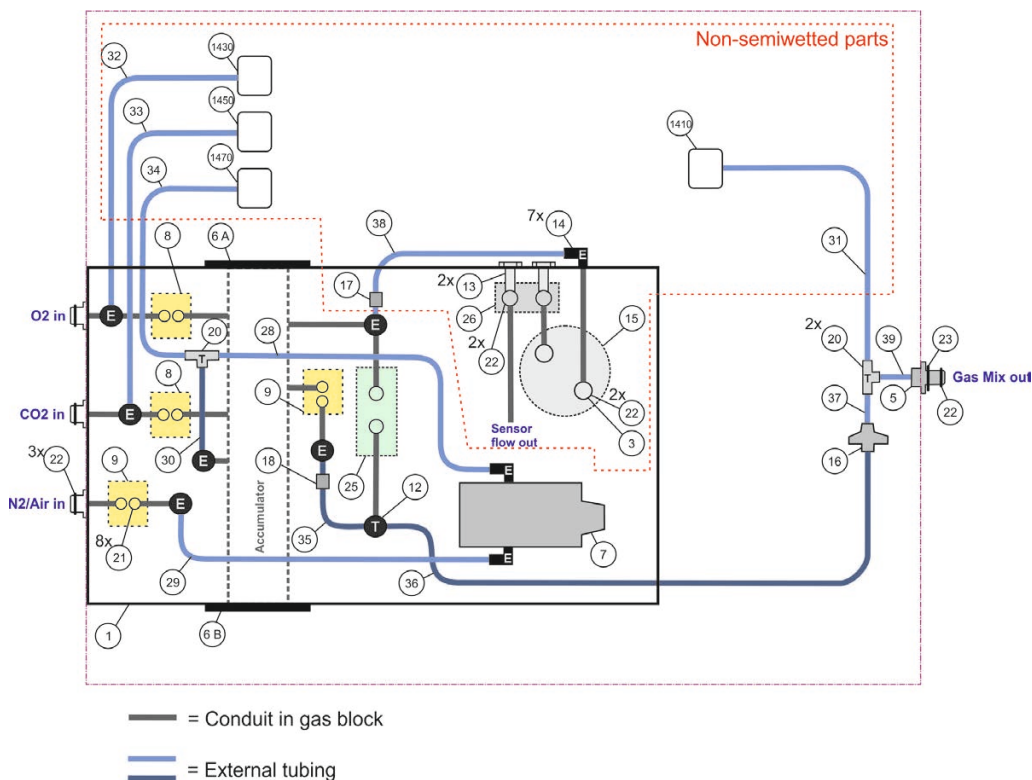 Non-semiwetted parts
32
1430
33
1450
34
1470
1410
8
6 A
38
7x
14
31
17
2x
13
15
O2 in
E
20
28
E
26
2x
22
2x
20
39
23
T
T
Gas Mix out
8
9
2x
22
5
22
CO2 in
E
37
Sensor
flow out
3
3x
22
9
30
E
E
18
25
12
16
N2/Air in
E
E
Accumulator
T
8x
21
35
7
29
E
36
1
6 B
= Conduit in gas block
= External tubing